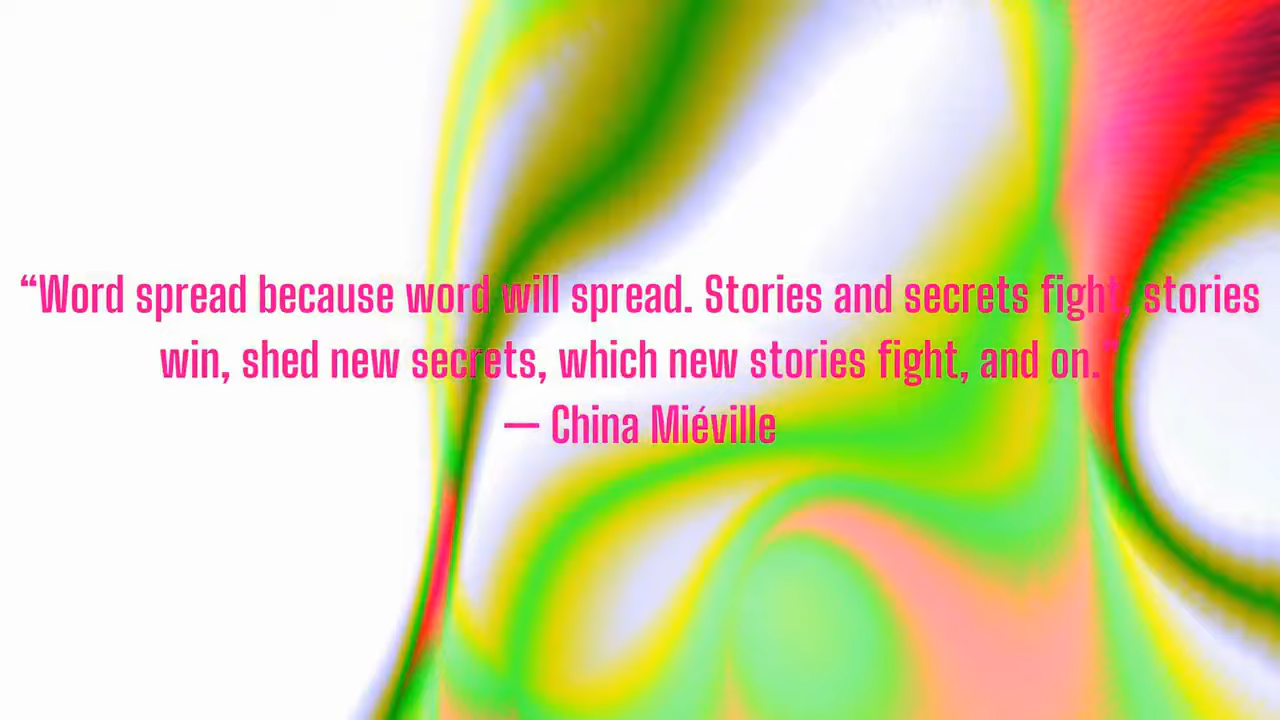 “Word spread because word will spread. Stories and secrets fight, stories
win, shed new secrets, which new stories fight, and on.”
— China Miéville